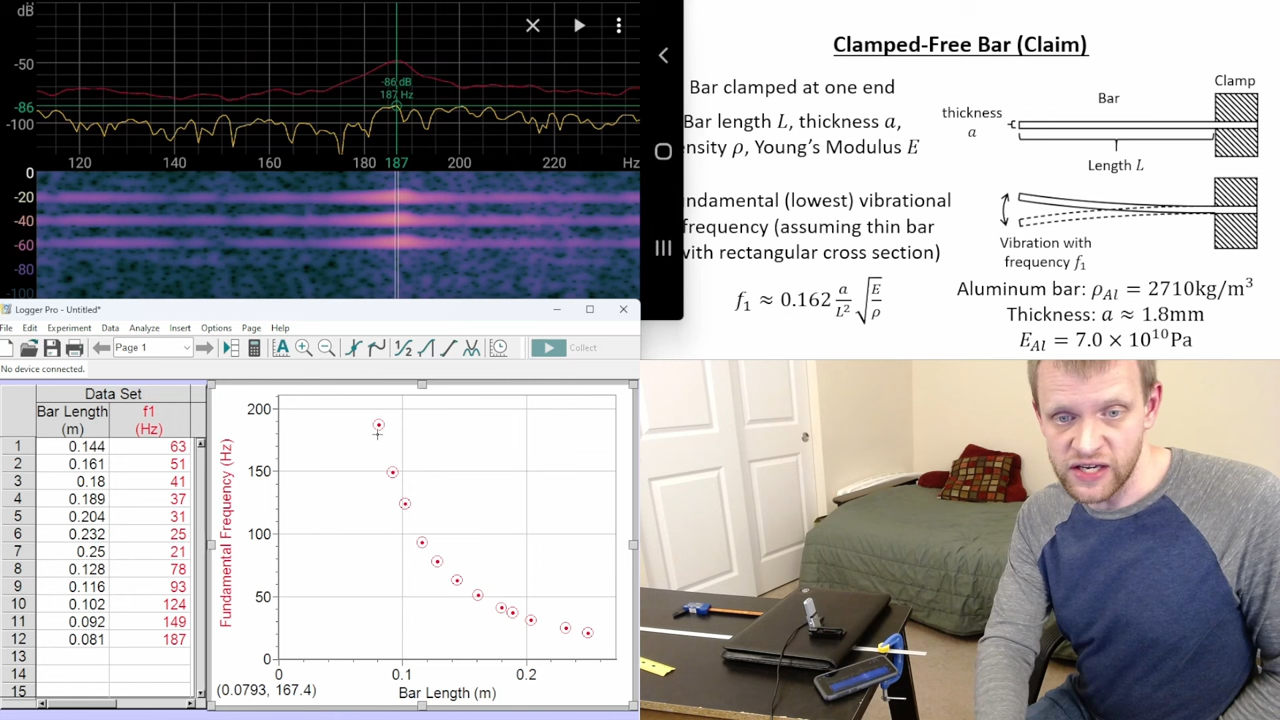 dB
-50
-86 dB
187 Hz
-86
-100
120 140 160 180 187 200 220 Hz
0
-20
-40
-60
-80
-100
Clamped-Free Bar (Claim)
Bar clamped at one end
Bar length L, thickness a,
ensity ρ, Young's Modulus E
ndamental (lowest) vibrational
frequency (assuming thin bar
with rectangular cross section)
f₁ ≈ 0.162 a/L² √E/ρ
Clamp
Bar
thickness
a
Length L
Vibration with
frequency f₁
Aluminum bar: ρAl = 2710kg/m³
Thickness: a ≈ 1.8mm
EAl = 7.0 × 10¹⁰Pa
Logger Pro - Untitled*
File Edit Experiment Data Analyze Insert Options Page Help
Page 1
Collect
No device connected.
Data Set
Bar Length f1
(m) (Hz)
1 0.144 63
2 0.161 51
3 0.18 41
4 0.189 37
5 0.204 31
6 0.232 25
7 0.25 21
8 0.128 78
9 0.116 93
10 0.102 124
11 0.092 149
12 0.081 187
13
14
15
Fundamental Frequency (Hz)
200
150
100
50
0
0 0.1 0.2
(0.0793, 167.4)
Bar Length (m)